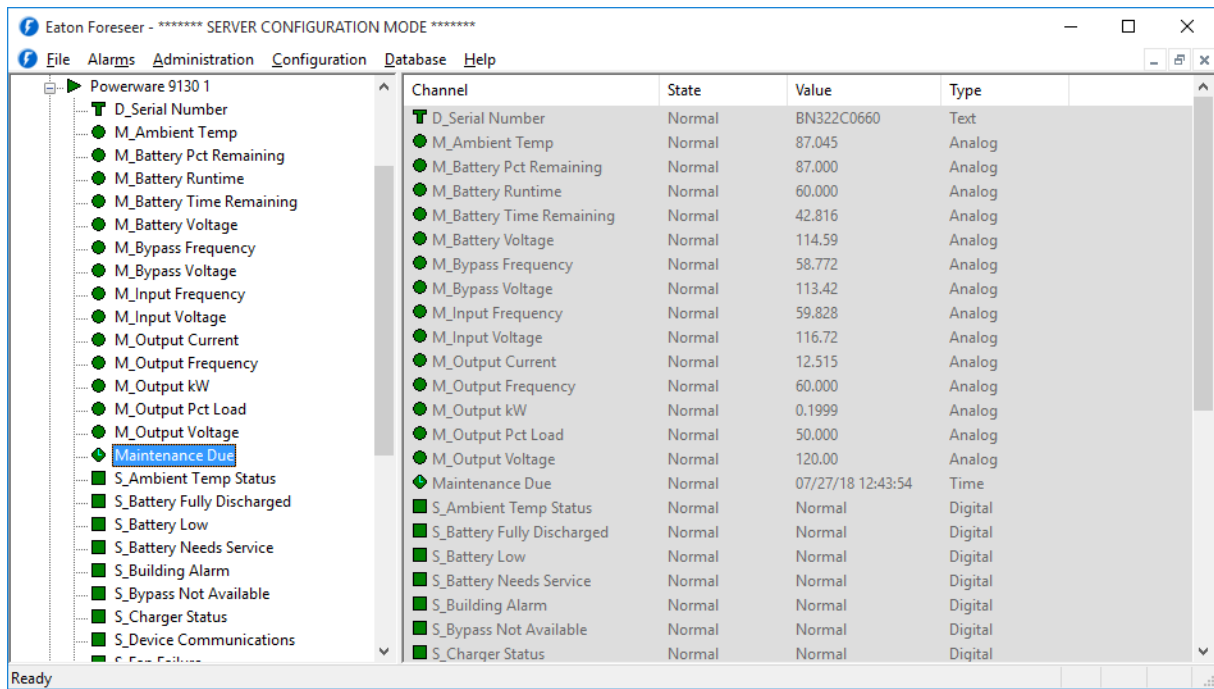 Eaton Foreseer - ******* SERVER CONFIGURATION MODE *******
File Alarms Administration Configuration Database Help
Powerware 9130 1
D_Serial Number
M_Ambient Temp
M_Battery Pct Remaining
M_Battery Runtime
M_Battery Time Remaining
M_Battery Voltage
M_Bypass Frequency
M_Bypass Voltage
M_Input Frequency
M_Input Voltage
M_Output Current
M_Output Frequency
M_Output kW
M_Output Pct Load
M_Output Voltage
Maintenance Due
S_Ambient Temp Status
S_Battery Fully Discharged
S_Battery Low
S_Battery Needs Service
S_Building Alarm
S_Bypass Not Available
S_Charger Status
S_Device Communications
Channel State Value Type
T D_Serial Number Normal BN322C0660 Text
M_Ambient Temp Normal 87.045 Analog
M_Battery Pct Remaining Normal 87.000 Analog
M_Battery Runtime Normal 60.000 Analog
M_Battery Time Remaining Normal 42.816 Analog
M_Battery Voltage Normal 114.59 Analog
M_Bypass Frequency Normal 58.772 Analog
M_Bypass Voltage Normal 113.42 Analog
M_Input Frequency Normal 59.828 Analog
M_Input Voltage Normal 116.72 Analog
M_Output Current Normal 12.515 Analog
M_Output Frequency Normal 60.000 Analog
M_Output kW Normal 0.1999 Analog
M_Output Pct Load Normal 50.000 Analog
M_Output Voltage Normal 120.00 Analog
Maintenance Due Normal 07/27/18 12:43:54 Time
S_Ambient Temp Status Normal Normal Digital
S_Battery Fully Discharged Normal Normal Digital
S_Battery Low Normal Normal Digital
S_Battery Needs Service Normal Normal Digital
S_Building Alarm Normal Normal Digital
S_Bypass Not Available Normal Normal Digital
S_Charger Status Normal Normal Digital
Ready